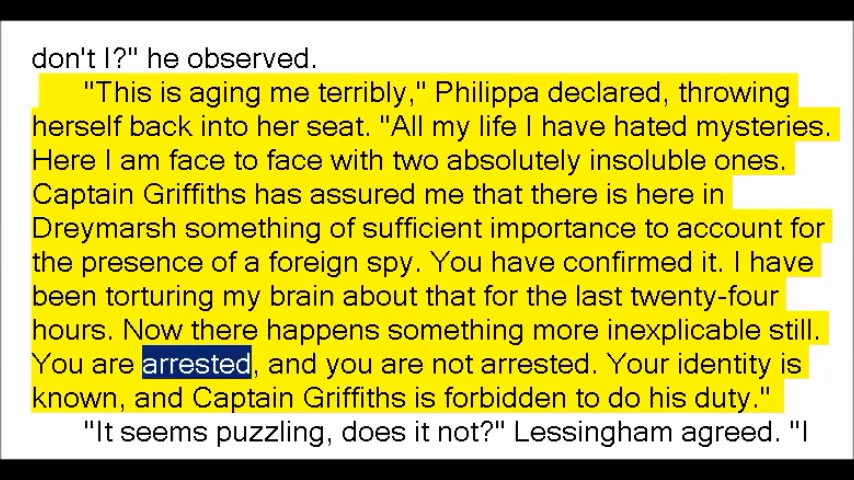 don't I?" he observed.
"This is aging me terribly," Philippa declared, throwing
herself back into her seat. "All my life I have hated mysteries.
Here I am face to face with two absolutely insoluble ones.
Captain Griffiths has assured me that there is here in
Dreymarsh something of sufficient importance to account for
the presence of a foreign spy. You have confirmed it. I have
been torturing my brain about that for the last twenty-four
hours. Now there happens something more inexplicable still.
You are arrested, and you are not arrested. Your identity is
known, and Captain Griffiths is forbidden to do his duty."
"It seems puzzling, does it not?" Lessingham agreed. "I